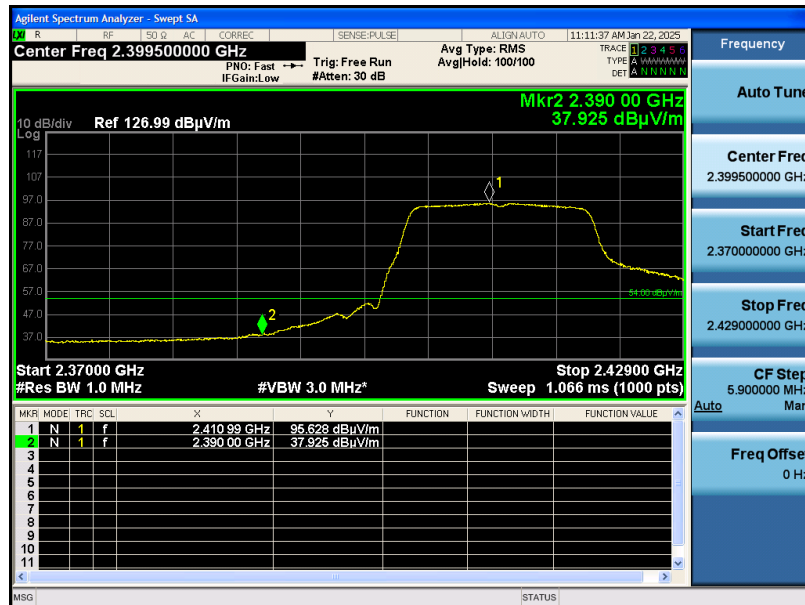 Agilent Spectrum Analyzer - Swept SA
LXI R RF 50 Ω AC CORREC SENSE:PULSE ALIGN AUTO 11:11:37 AM Jan 22, 2025
Center Freq 2.399500000 GHz
PNO: Fast
IFGain:Low
Trig: Free Run
#Atten: 30 dB
Avg Type: RMS
Avg|Hold: 100/100
TRACE 1 2 3 4 5 6
TYPE A W W W W W
DET A N N N N N
Mkr2 2.390 00 GHz
37.925 dBµV/m
10 dB/div Ref 126.99 dBµV/m
Log
117
107
97.0
87.0
77.0
67.0
57.0
47.0
37.0
1
2
54.00 dBµV/m
Start 2.37000 GHz Stop 2.42900 GHz
#Res BW 1.0 MHz #VBW 3.0 MHz* Sweep 1.066 ms (1000 pts)
MKR MODE TRC SCL X Y FUNCTION FUNCTION WIDTH FUNCTION VALUE
1 N 1 f 2.410 99 GHz 95.628 dBµV/m
2 N 1 f 2.390 00 GHz 37.925 dBµV/m
3
4
5
6
7
8
9
10
11
MSG STATUS
Frequency
Auto Tune
Center Freq
2.399500000 GHz
Start Freq
2.370000000 GHz
Stop Freq
2.429000000 GHz
CF Step
5.900000 MHz
Auto Man
Freq Offset
0 Hz